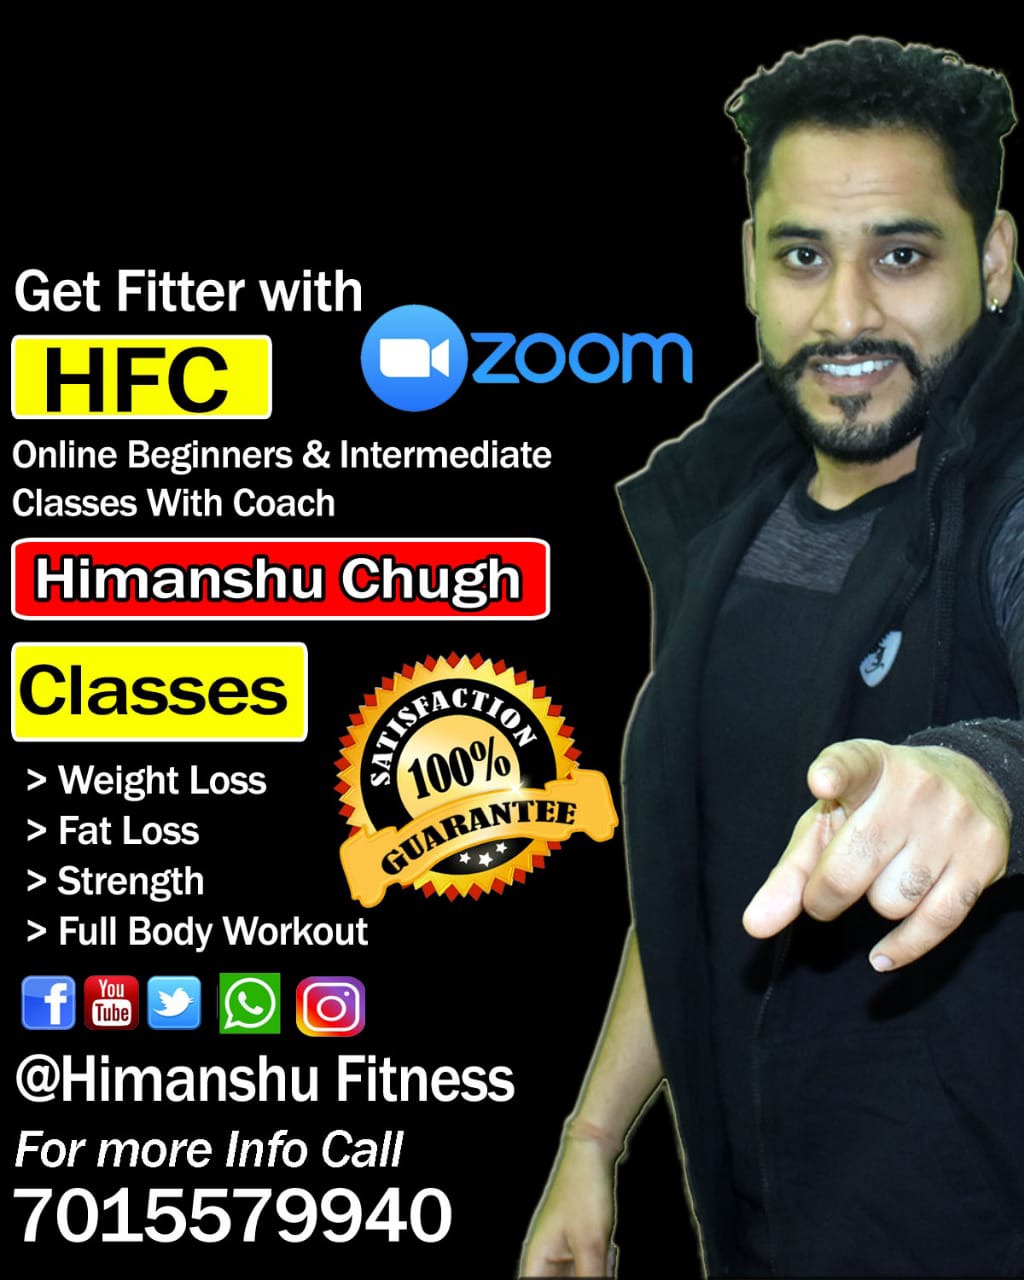 Get Fitter with
HFC
zoom
Online Beginners & Intermediate
Classes With Coach
Himanshu Chugh
Classes
SATISFACTION
100%
GUARANTEE
> Weight Loss
> Fat Loss
> Strength
> Full Body Workout
f
You
Tube
@Himanshu Fitness
For more Info Call
7015579940